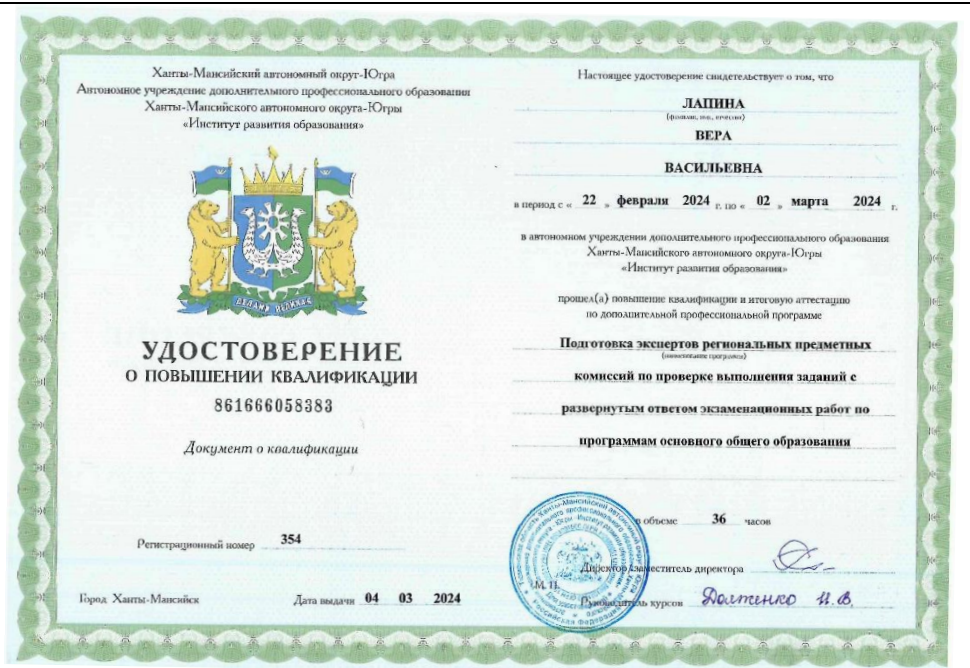 Ханты-Мансийский автономный округ-Югра
Автономное учреждение дополнительного профессионального образования
Ханты-Мансийского автономного округа-Югры
«Институт развития образования»
УДОСТОВЕРЕНИЕ
О ПОВЫШЕНИИ КВАЛИФИКАЦИИ
861666058383
Документ о квалификации
Регистрационный номер 354
Город Ханты-Мансийск Дата выдачи 04 03 2024
Настоящее удостоверение свидетельствует о том, что
ЛАПИНА
(фамилия, имя, отчество)
ВЕРА
ВАСИЛЬЕВНА
в период с « 22 » февраля 2024 г. по « 02 » марта 2024 г.
в автономном учреждении дополнительного профессионального образования
Ханты-Мансийского автономного округа-Югры
«Институт развития образования»
прошел(а) повышение квалификации и итоговую аттестацию
по дополнительной профессиональной программе
Подготовка экспертов региональных предметных
(наименование программы)
комиссий по проверке выполнения заданий с
развернутым ответом экзаменационных работ по
программам основного общего образования
в объеме 36 часов
Директор/заместитель директора
М. П.
Руководитель курсов Долженко И. В.